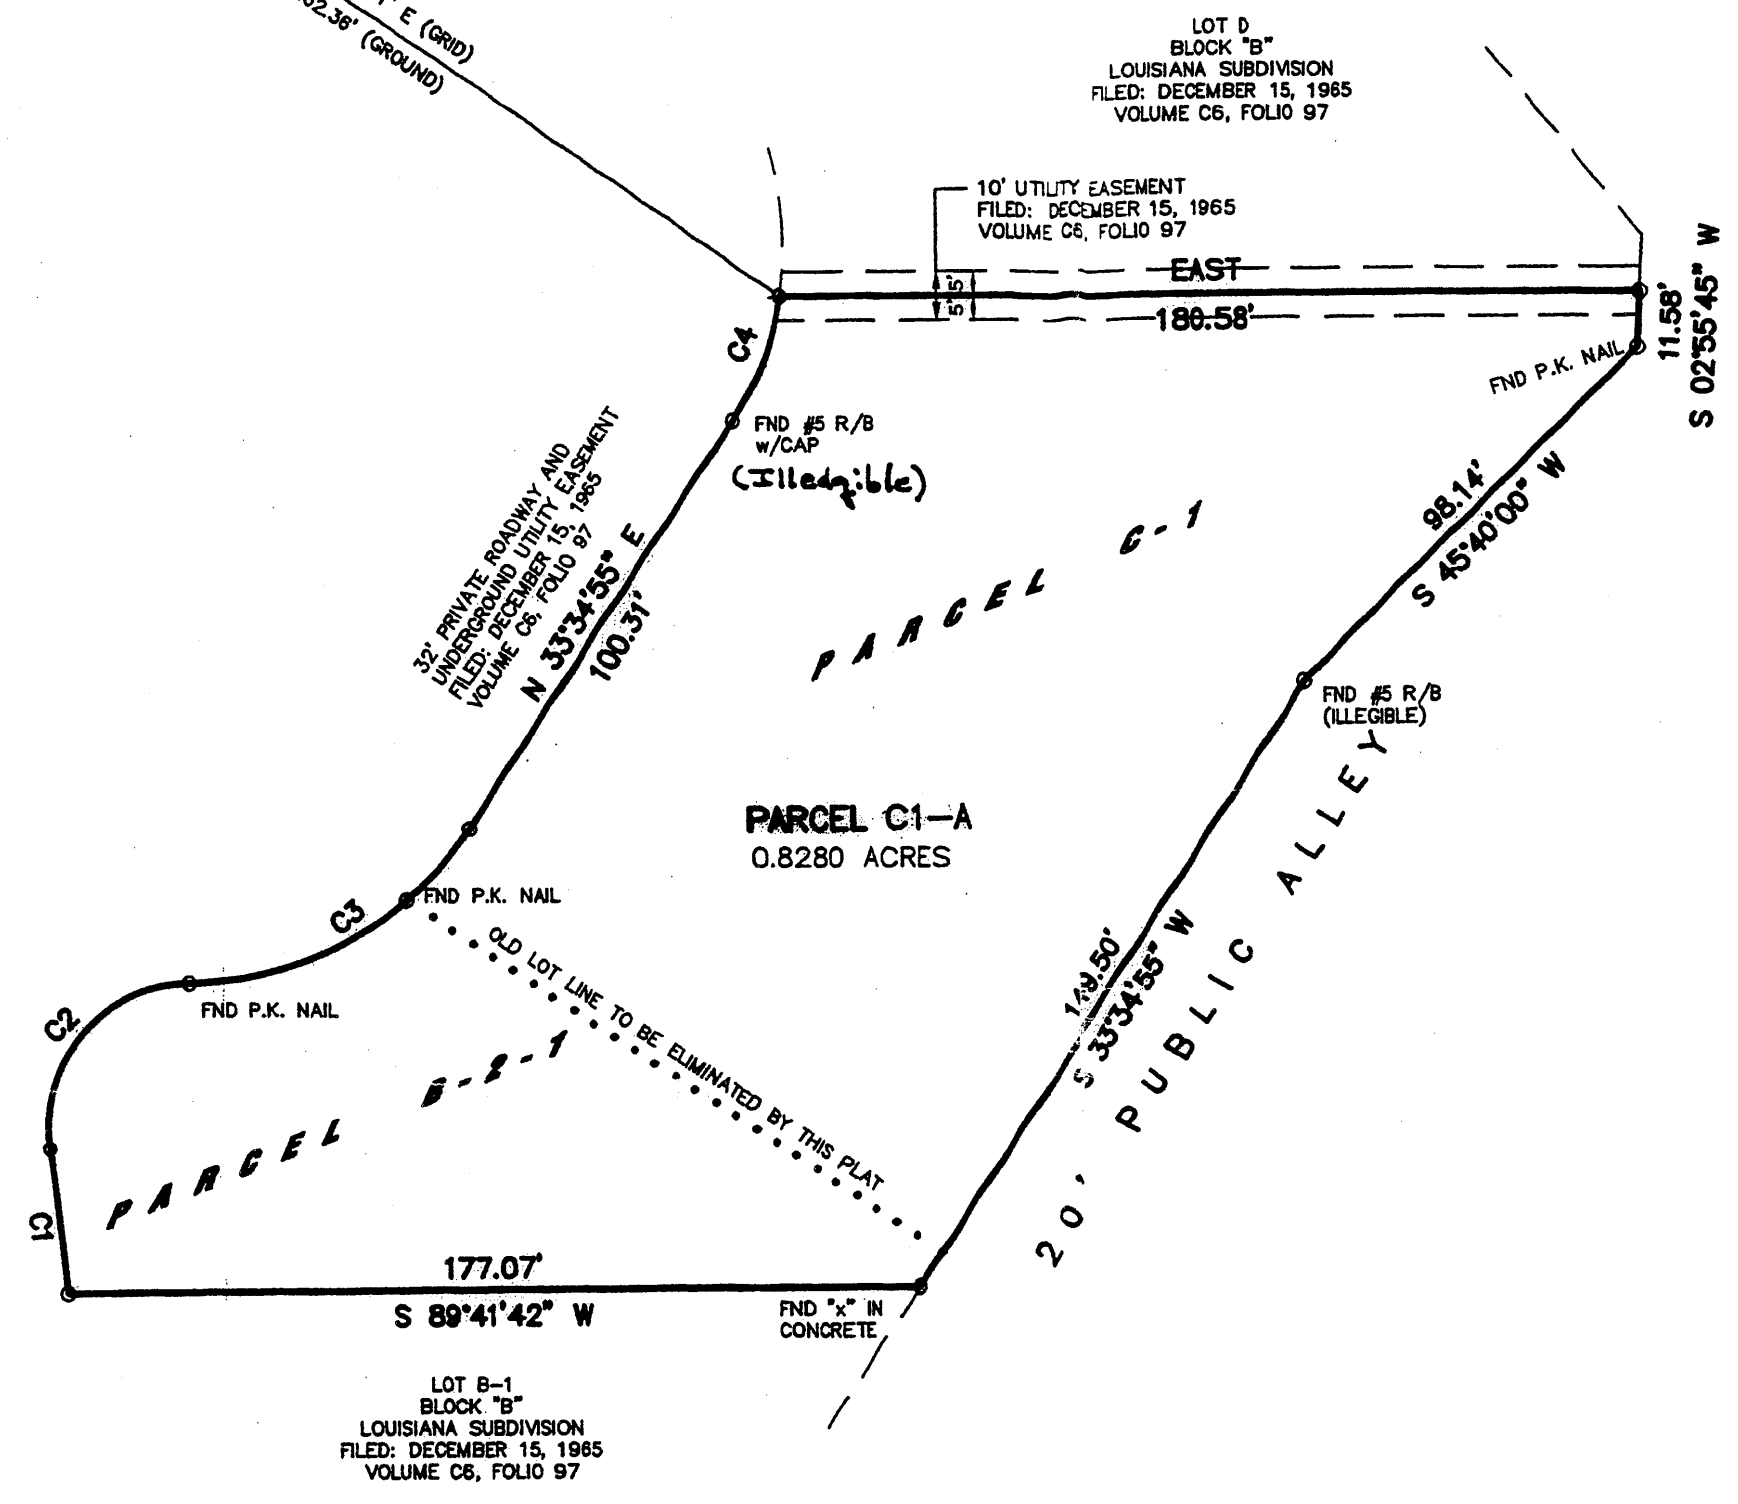 E (GRID)
2.36' (GROUND)
LOT D
BLOCK "B"
LOUISIANA SUBDIVISION
FILED: DECEMBER 15, 1965
VOLUME C6, FOLIO 97
10' UTILITY EASEMENT
FILED: DECEMBER 15, 1965
VOLUME C6, FOLIO 97
EAST
180.58'
5' 5'
11.58'
S 02°55'45" W
FND P.K. NAIL
C4
FND #5 R/B
w/CAP
(Illedgible)
32' PRIVATE ROADWAY AND
UNDERGROUND UTILITY EASEMENT
FILED: DECEMBER 15, 1965
VOLUME C6, FOLIO 97
N 33°34'55" E
100.31'
PARCEL C-1
98.14'
S 45°40'00" W
FND #5 R/B
(ILLEGIBLE)
PARCEL C1-A
0.8280 ACRES
FND P.K. NAIL
C3
OLD LOT LINE TO BE ELIMINATED BY THIS PLAT
149.50'
S 33°34'55" W
20' PUBLIC ALLEY
FND P.K. NAIL
C2
PARCEL B-2-1
C1
177.07'
S 89°41'42" W
FND "x" IN
CONCRETE
LOT B-1
BLOCK "B"
LOUISIANA SUBDIVISION
FILED: DECEMBER 15, 1965
VOLUME C6, FOLIO 97